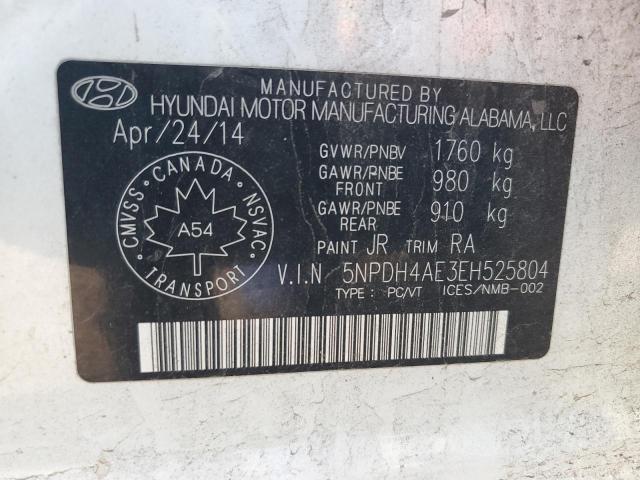 MANUFACTURED BY
HYUNDAI MOTOR MANUFACTURING ALABAMA, LLC
Apr/24/14
GVWR/PNBV 1760 kg
GAWR/PNBE FRONT 980 kg
GAWR/PNBE REAR 910 kg
PAINT JR TRIM RA
CANADA
CMVSS
NSVAC
A54
TRANSPORT
V.I.N 5NPDH4AE3EH525804
TYPE : PC/VT ICES/NMB-002